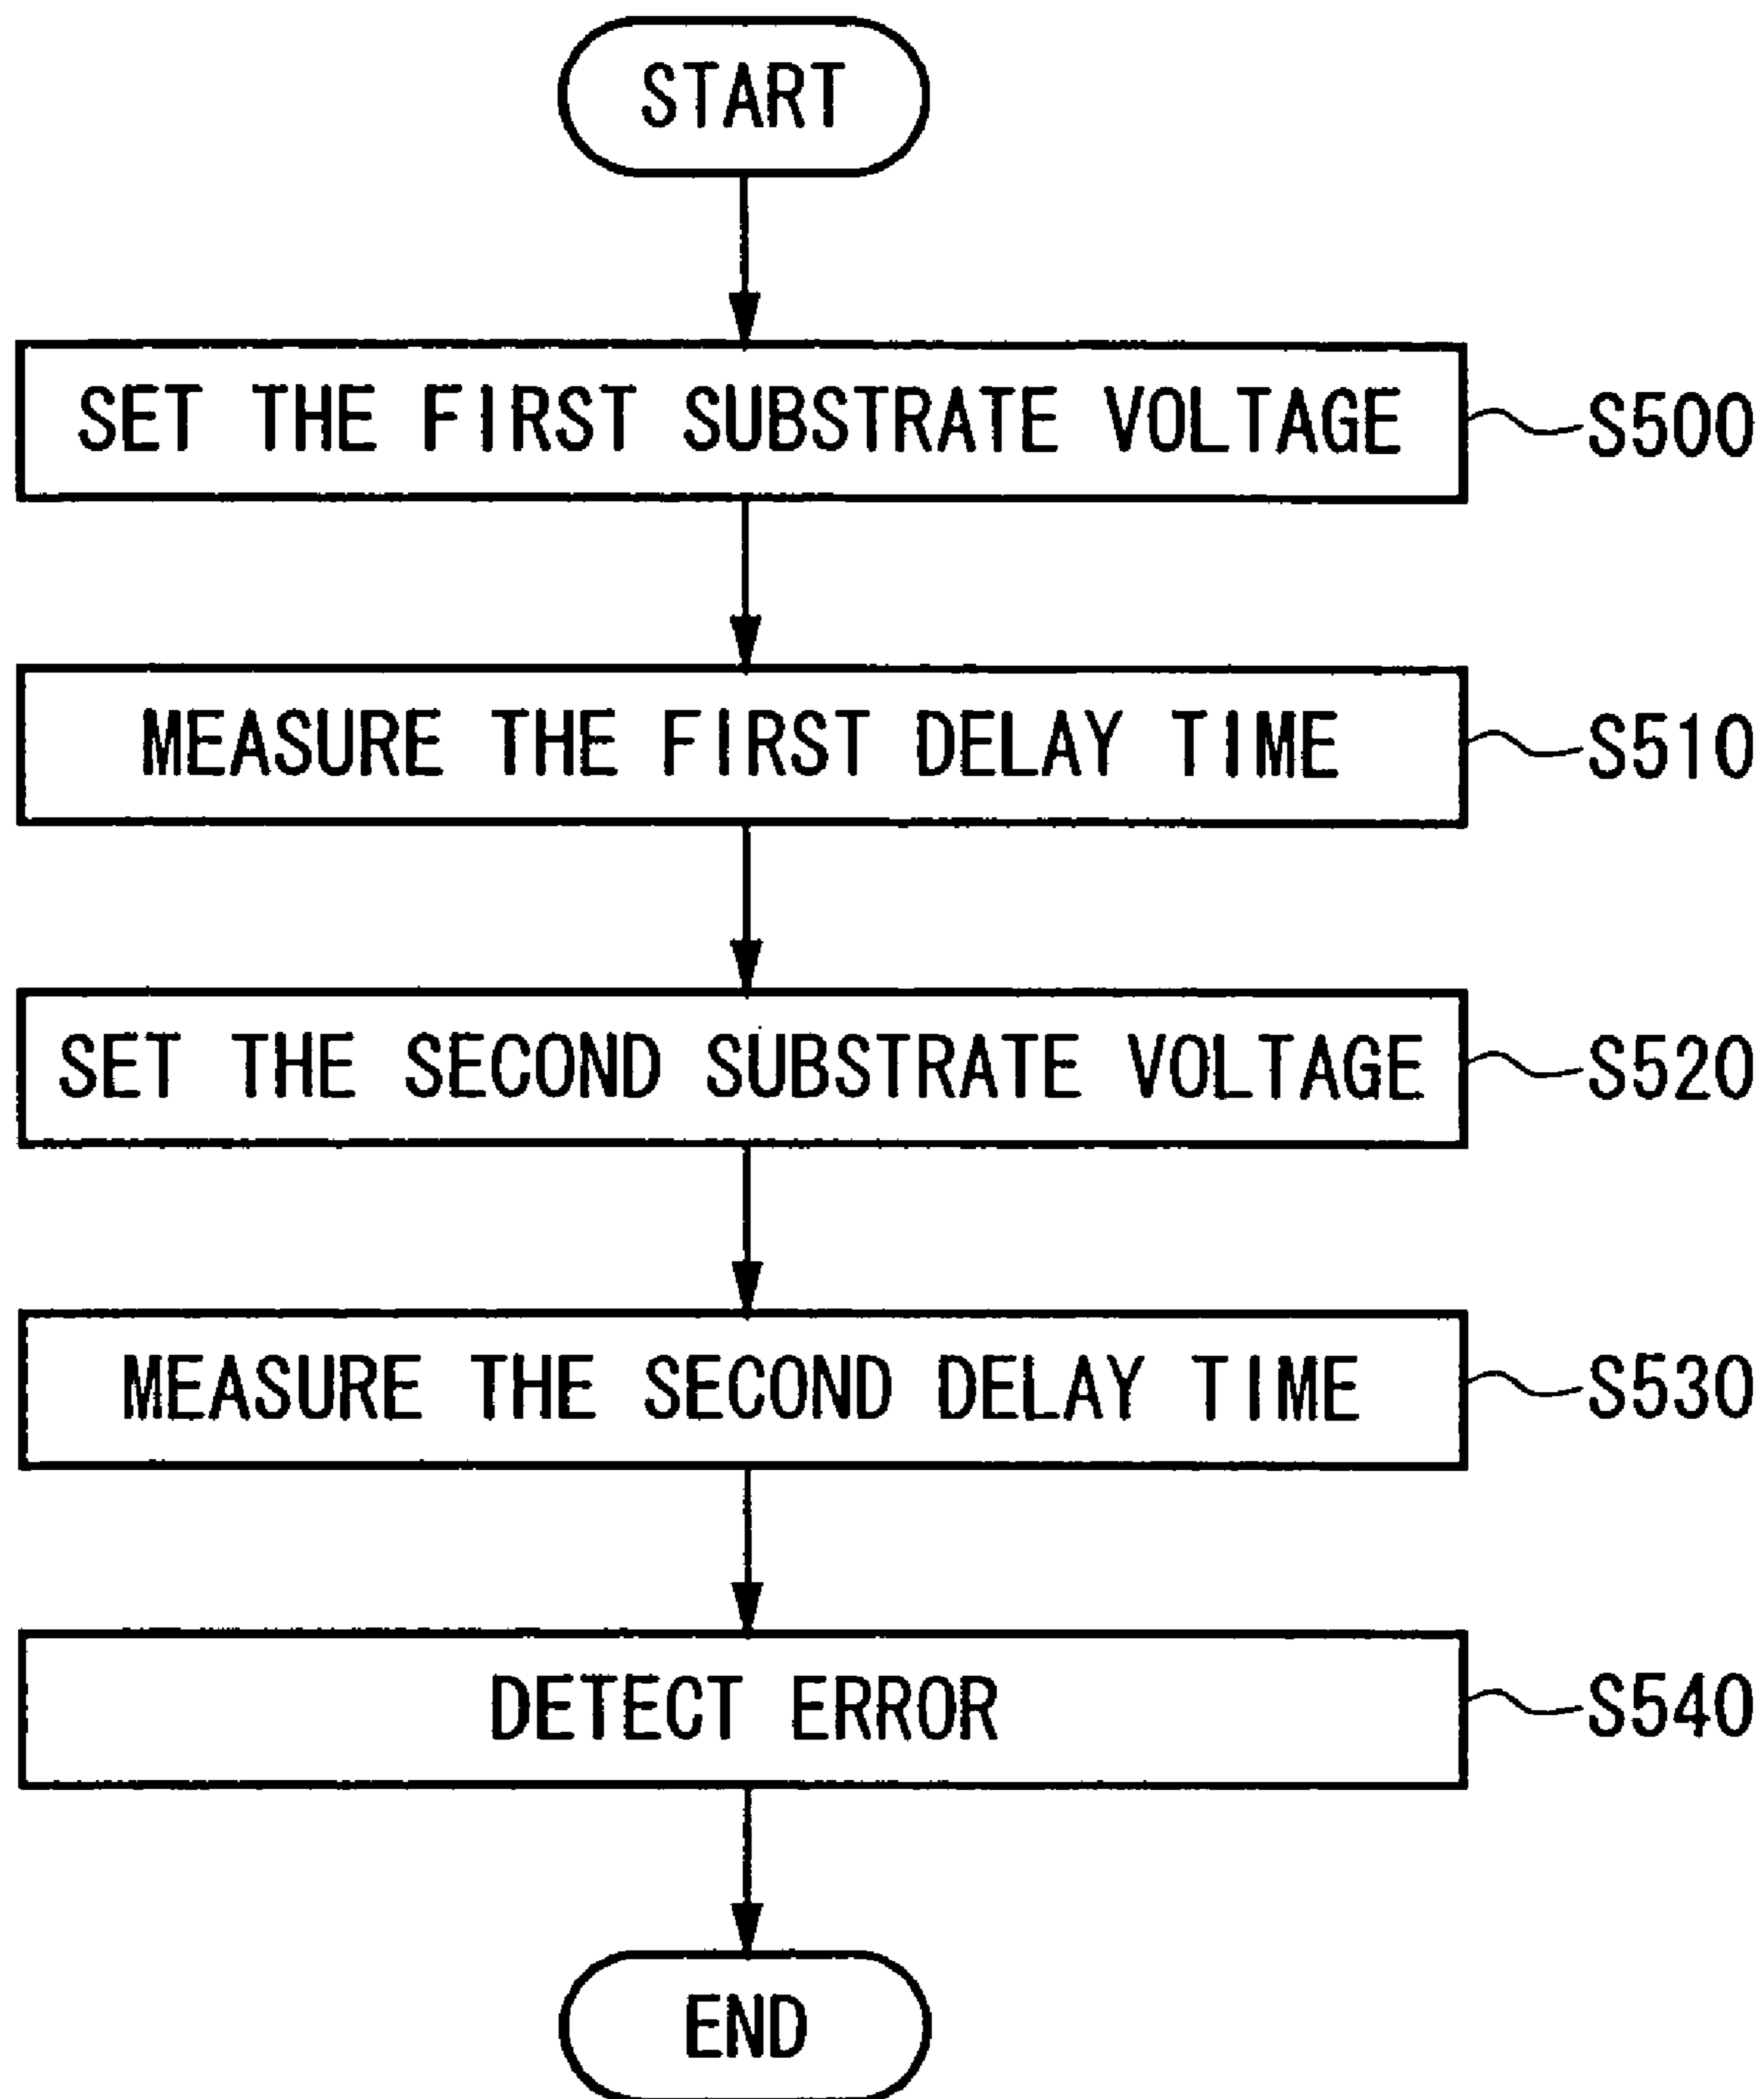 START
SET THE FIRST SUBSTRATE VOLTAGE
S500
MEASURE THE FIRST DELAY TIME
S510
SET THE SECOND SUBSTRATE VOLTAGE
S520
MEASURE THE SECOND DELAY TIME
S530
DETECT ERROR
S540
END